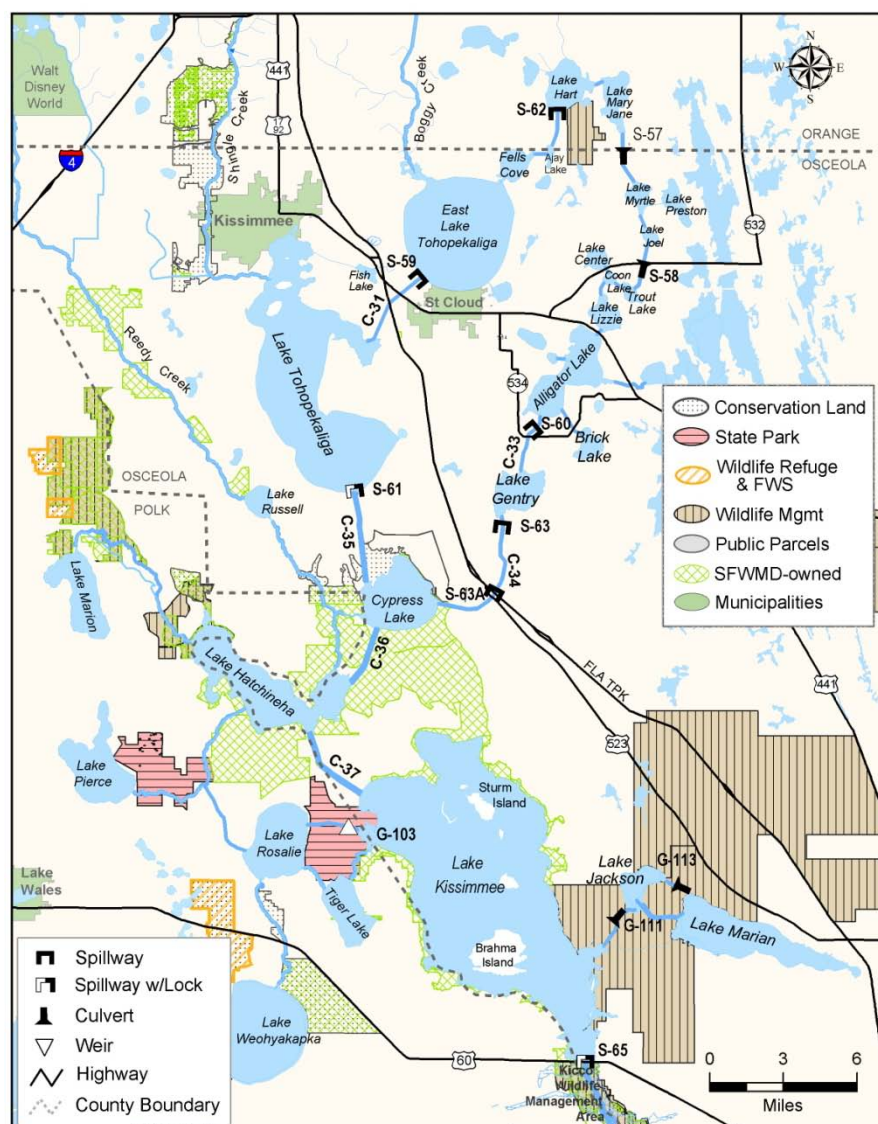 Walt
Disney
World
441
17
92
Shingle Creek
Boggy Creek
Lake
Hart
S-62
Lake
Mary
Jane
S-57
N
W
E
S
ORANGE
OSCEOLA
4
Fells
Cove
Ajay
Lake
Kissimmee
East
Lake
Tohopekaliga
Lake
Myrtle
Lake
Preston
532
Lake
Joel
S-59
Fish
Lake
C-31
St Cloud
Lake
Center
Coon
Lake
Trout
Lake
S-58
Lake
Lizzie
Reedy Creek
Lake Tohopekaliga
534
Alligator Lake
S-60
Brick
Lake
C-33
Lake
Gentry
S-63
C-34
S-63A
OSCEOLA
POLK
Lake
Russell
S-61
C-35
Cypress
Lake
C-36
Lake Marion
Lake Hatchineha
FLA TPK
523
441
Conservation Land
State Park
Wildlife Refuge
& FWS
Wildlife Mgmt
Public Parcels
SFWMD-owned
Municipalities
Lake
Pierce
C-37
G-103
Sturm
Island
Lake
Rosalie
Lake
Kissimmee
Tiger Lake
Lake
Wales
Lake
Jackson
G-113
G-111
Lake Marian
Brahma
Island
Lake
Weohyakapka
60
S-65
Kicco
Wildlife
Management
Area
Spillway
Spillway w/Lock
Culvert
Weir
Highway
County Boundary
0
3
6
Miles